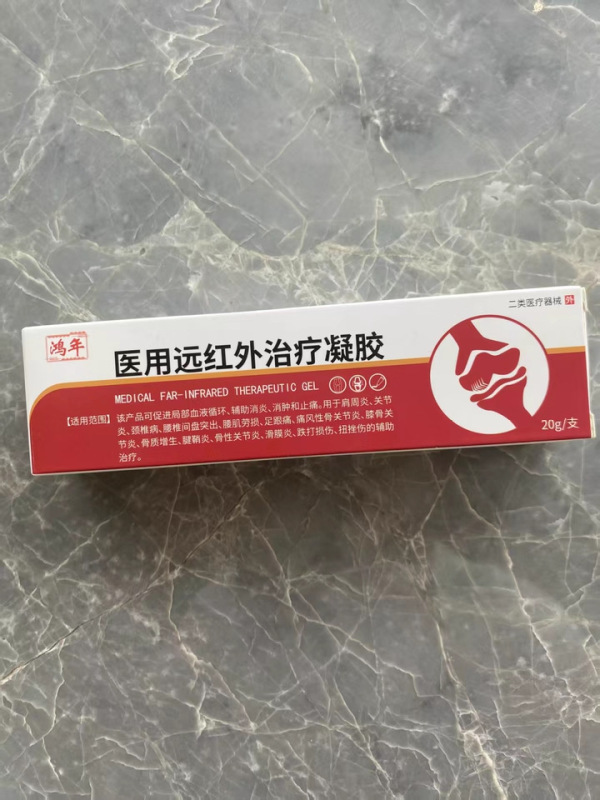 二类医疗器械 外
鸿年
医用远红外治疗凝胶
MEDICAL FAR-INFRARED THERAPEUTIC GEL
【适用范围】该产品可促进局部血液循环、辅助消炎、消肿和止痛。用于肩周炎、关节
炎、颈椎病、腰椎间盘突出、腰肌劳损、足跟痛、痛风性骨关节炎、膝骨关
节炎、骨质增生、腱鞘炎、骨性关节炎、滑膜炎、跌打损伤、扭挫伤的辅助
治疗。
20g/支